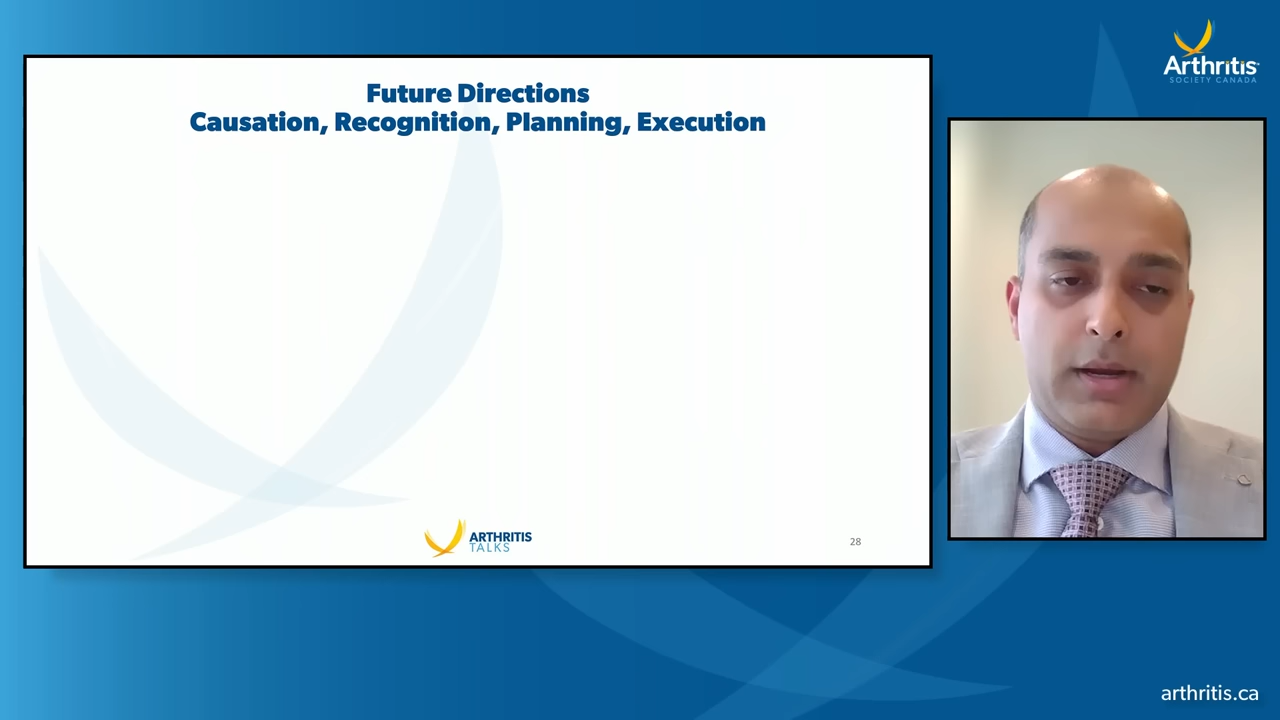 Future Directions
Causation, Recognition, Planning, Execution
ARTHRITIS
TALKS
28
Arthritis
SOCIETY CANADA
arthritis.ca